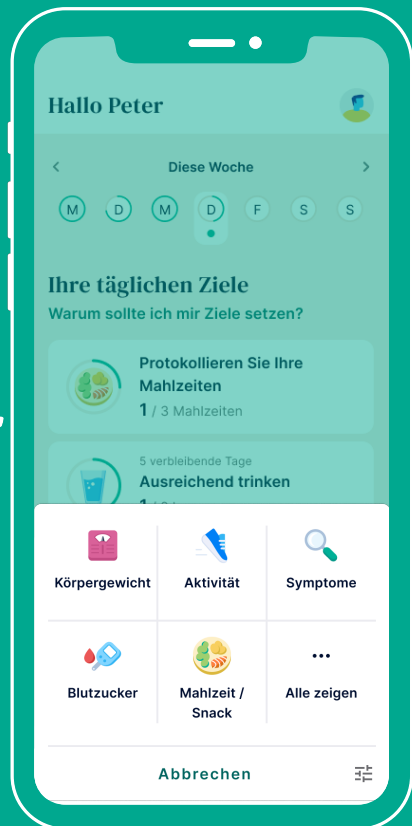 Hallo Peter
Diese Woche
M D M D F S S
Ihre täglichen Ziele
Warum sollte ich mir Ziele setzen?
Protokollieren Sie Ihre
Mahlzeiten
1 / 3 Mahlzeiten
5 verbleibende Tage
Ausreichend trinken
Körpergewicht Aktivität Symptome
Blutzucker Mahlzeit / Alle zeigen
Snack
Abbrechen